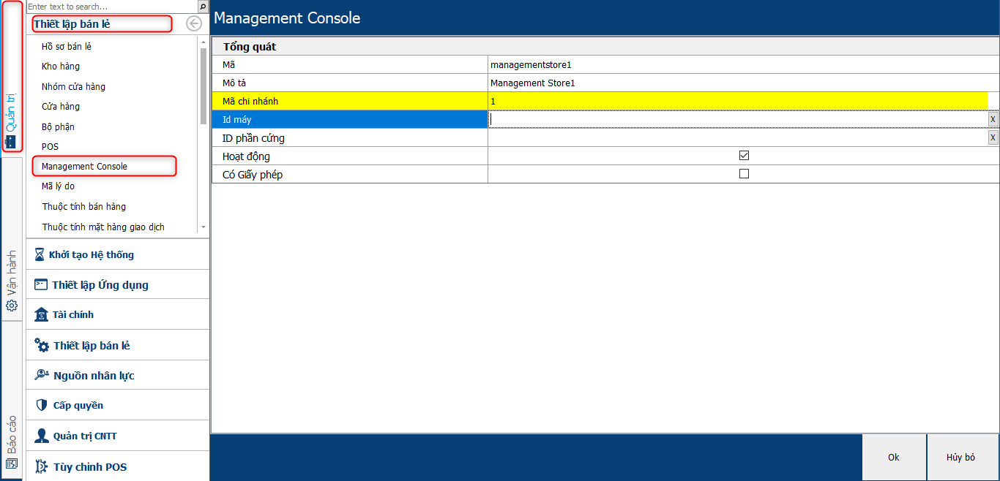 Enter text to search...
Thiết lập bán lẻ
Hồ sơ bán lẻ
Kho hàng
Nhóm cửa hàng
Cửa hàng
Bộ phận
POS
Management Console
Mã lý do
Thuộc tính bán hàng
Thuộc tính mặt hàng giao dịch
Khởi tạo Hệ thống
Thiết lập Ứng dụng
Tài chính
Thiết lập bán lẻ
Nguồn nhân lực
Cấp quyền
Quản trị CNTT
Tùy chỉnh POS
Quản trị
Vận hành
Báo cáo
Management Console
Tổng quát
Mã managementstore1
Mô tả Management Store1
Mã chi nhánh 1
Id máy X
ID phần cứng X
Hoạt động
Có Giấy phép
Ok Hủy bỏ